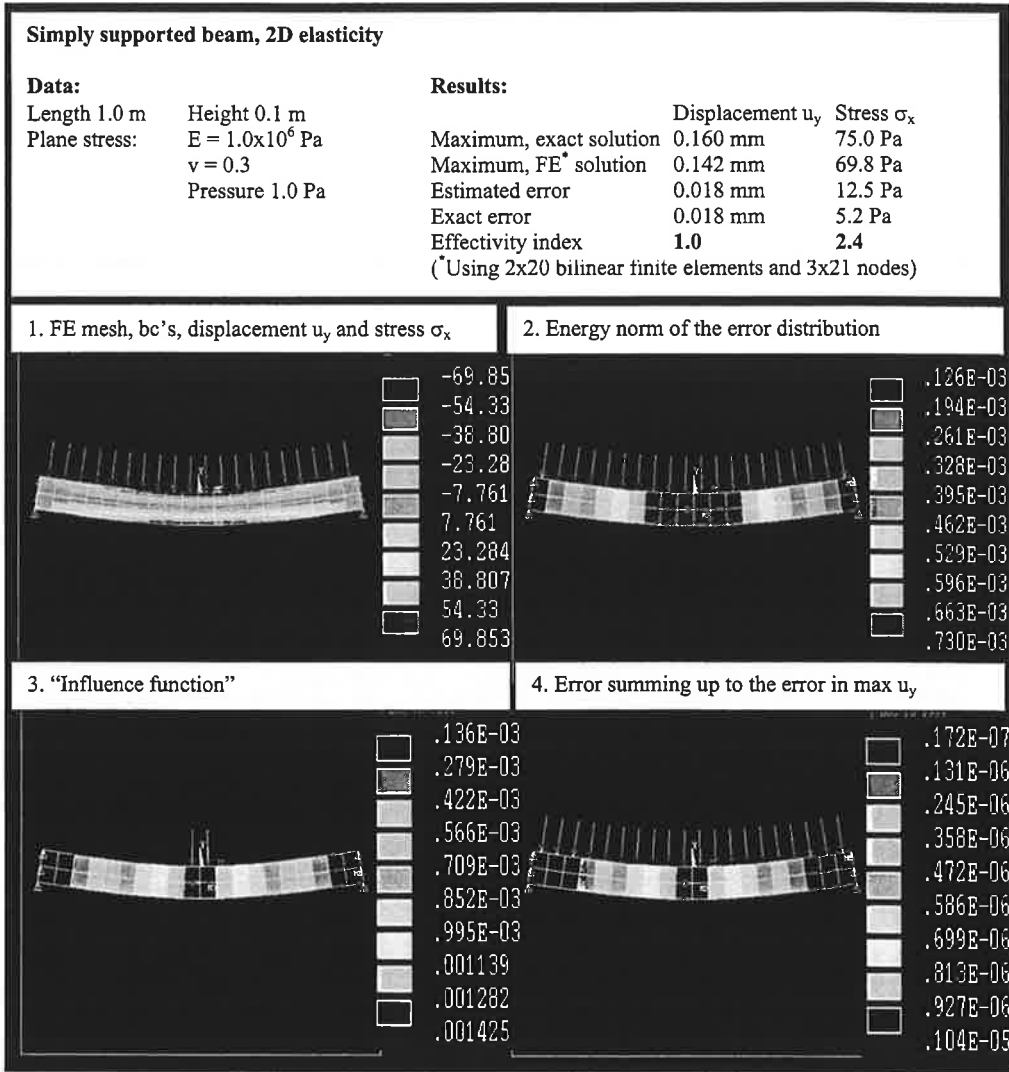 Simply supported beam, 2D elasticity
Data:
Results:
Length 1.0 m Height 0.1 m
Displacement uy Stress σx
Plane stress: E = 1.0x10⁶ Pa
Maximum, exact solution 0.160 mm 75.0 Pa
ν = 0.3
Maximum, FE* solution 0.142 mm 69.8 Pa
Pressure 1.0 Pa
Estimated error 0.018 mm 12.5 Pa
Exact error 0.018 mm 5.2 Pa
Effectivity index 1.0 2.4
(*Using 2x20 bilinear finite elements and 3x21 nodes)
1. FE mesh, bc's, displacement uy and stress σx
-69.85
-54.33
-38.80
-23.28
-7.761
7.761
23.284
38.807
54.33
69.853
2. Energy norm of the error distribution
.126E-03
.194E-03
.261E-03
.328E-03
.395E-03
.462E-03
.529E-03
.596E-03
.663E-03
.730E-03
3. "Influence function"
.136E-03
.279E-03
.422E-03
.566E-03
.709E-03
.852E-03
.995E-03
.001139
.001282
.001425
4. Error summing up to the error in max uy
.172E-07
.131E-06
.245E-06
.358E-06
.472E-06
.586E-06
.699E-06
.813E-06
.927E-06
.104E-05